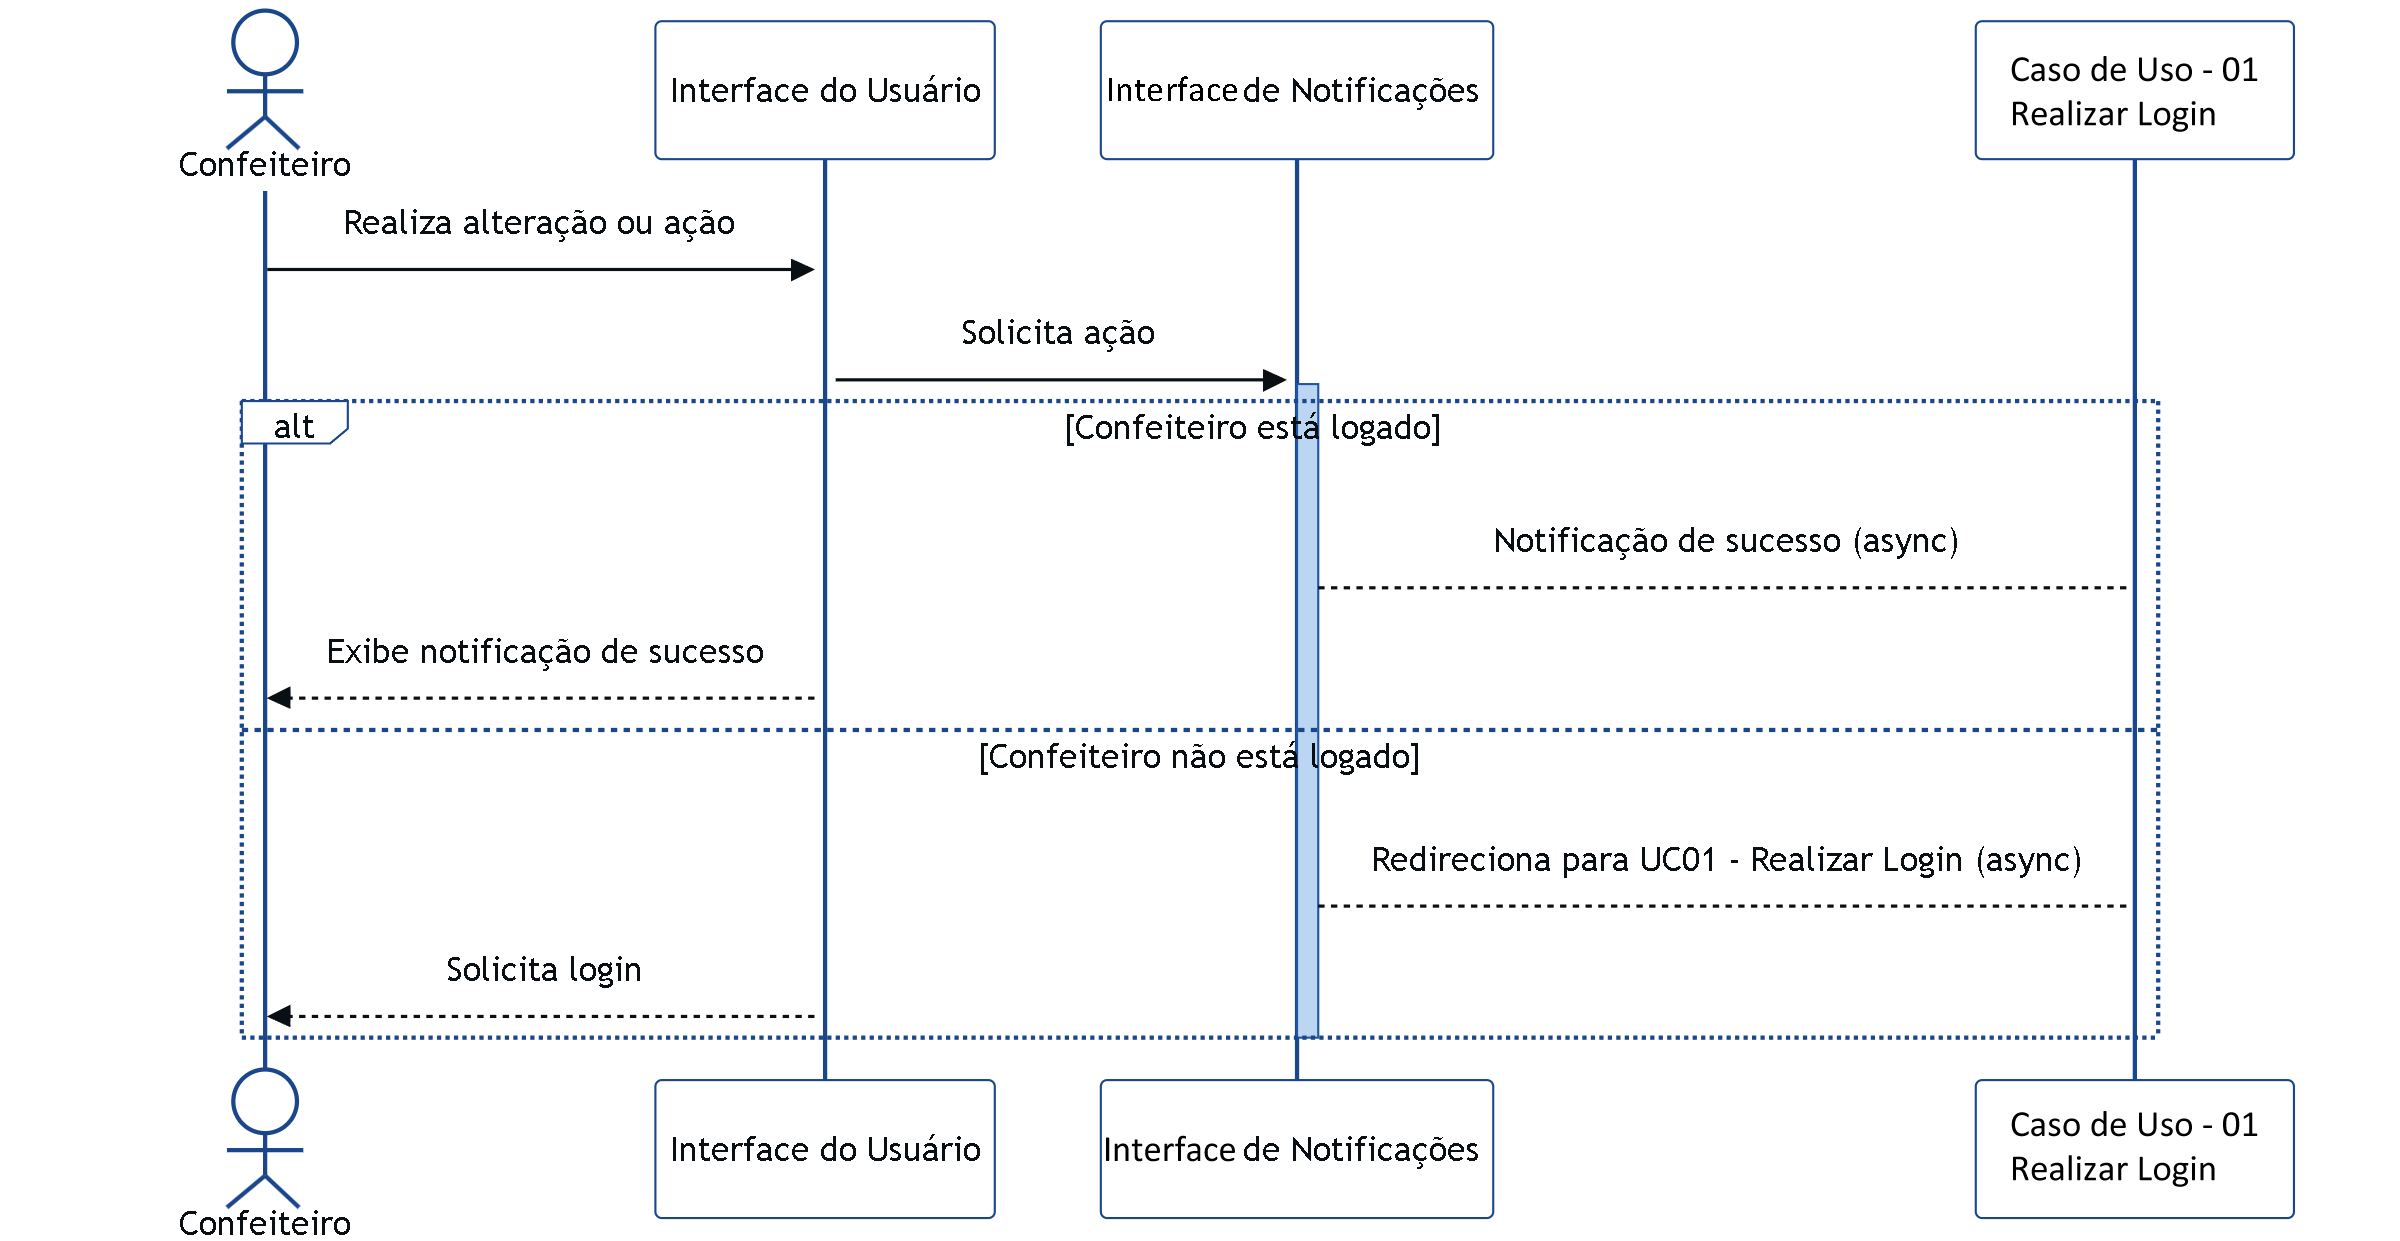 Confeiteiro
Interface do Usuário
Interface de Notificações
Caso de Uso - 01
Realizar Login
Realiza alteração ou ação
Solicita ação
alt
[Confeiteiro está logado]
Notificação de sucesso (async)
Exibe notificação de sucesso
[Confeiteiro não está logado]
Redireciona para UC01 - Realizar Login (async)
Solicita login
Confeiteiro
Interface do Usuário
Interface de Notificações
Caso de Uso - 01
Realizar Login